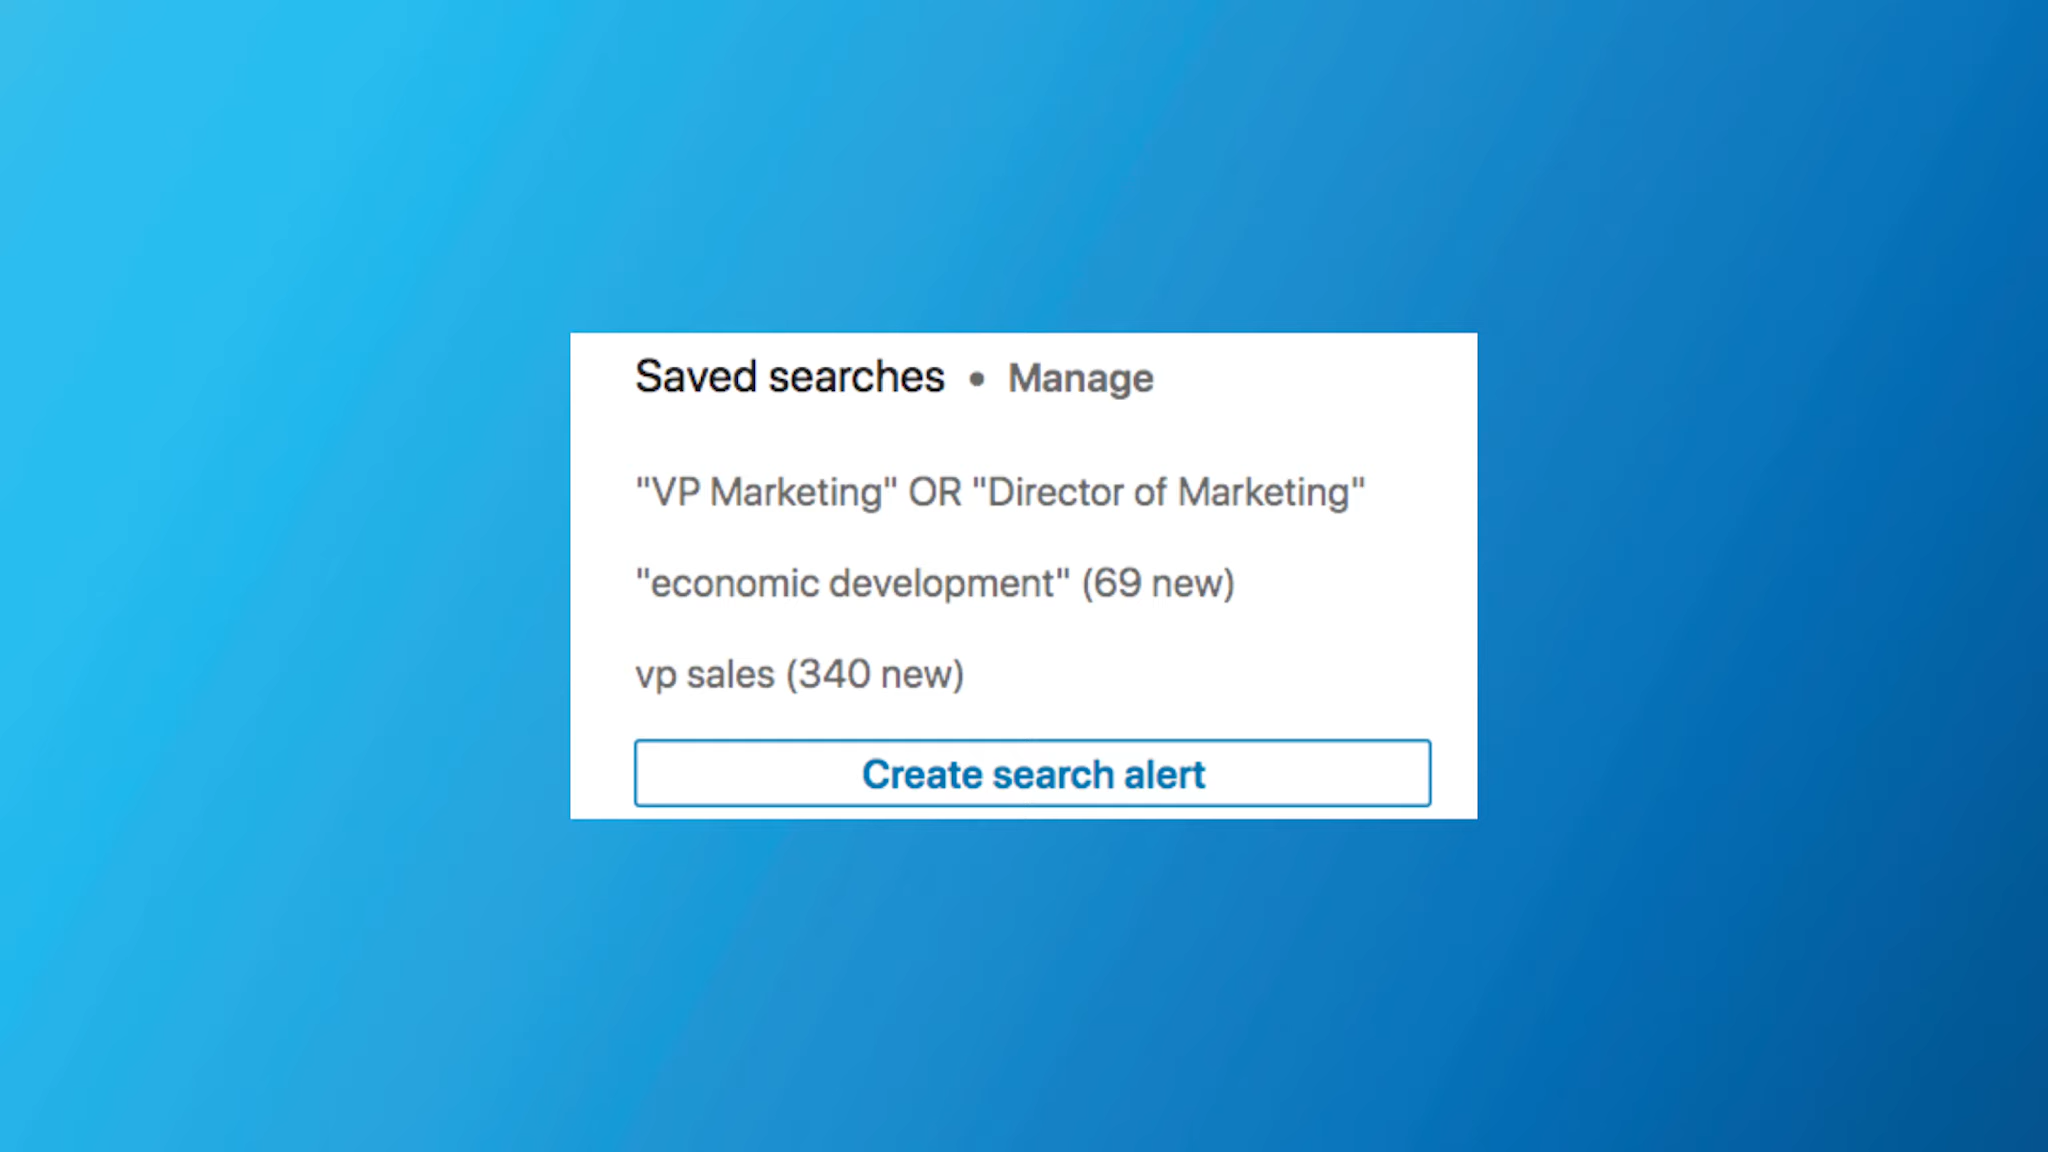 Saved searches • Manage
"VP Marketing" OR "Director of Marketing"
"economic development" (69 new)
vp sales (340 new)
Create search alert